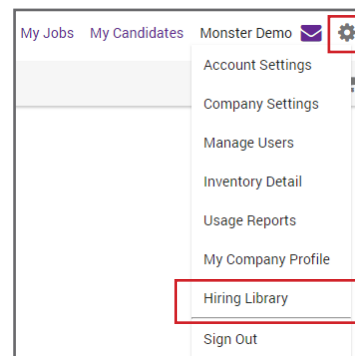 My Jobs My Candidates Monster Demo
Account Settings
Company Settings
Manage Users
Inventory Detail
Usage Reports
My Company Profile
Hiring Library
Sign Out